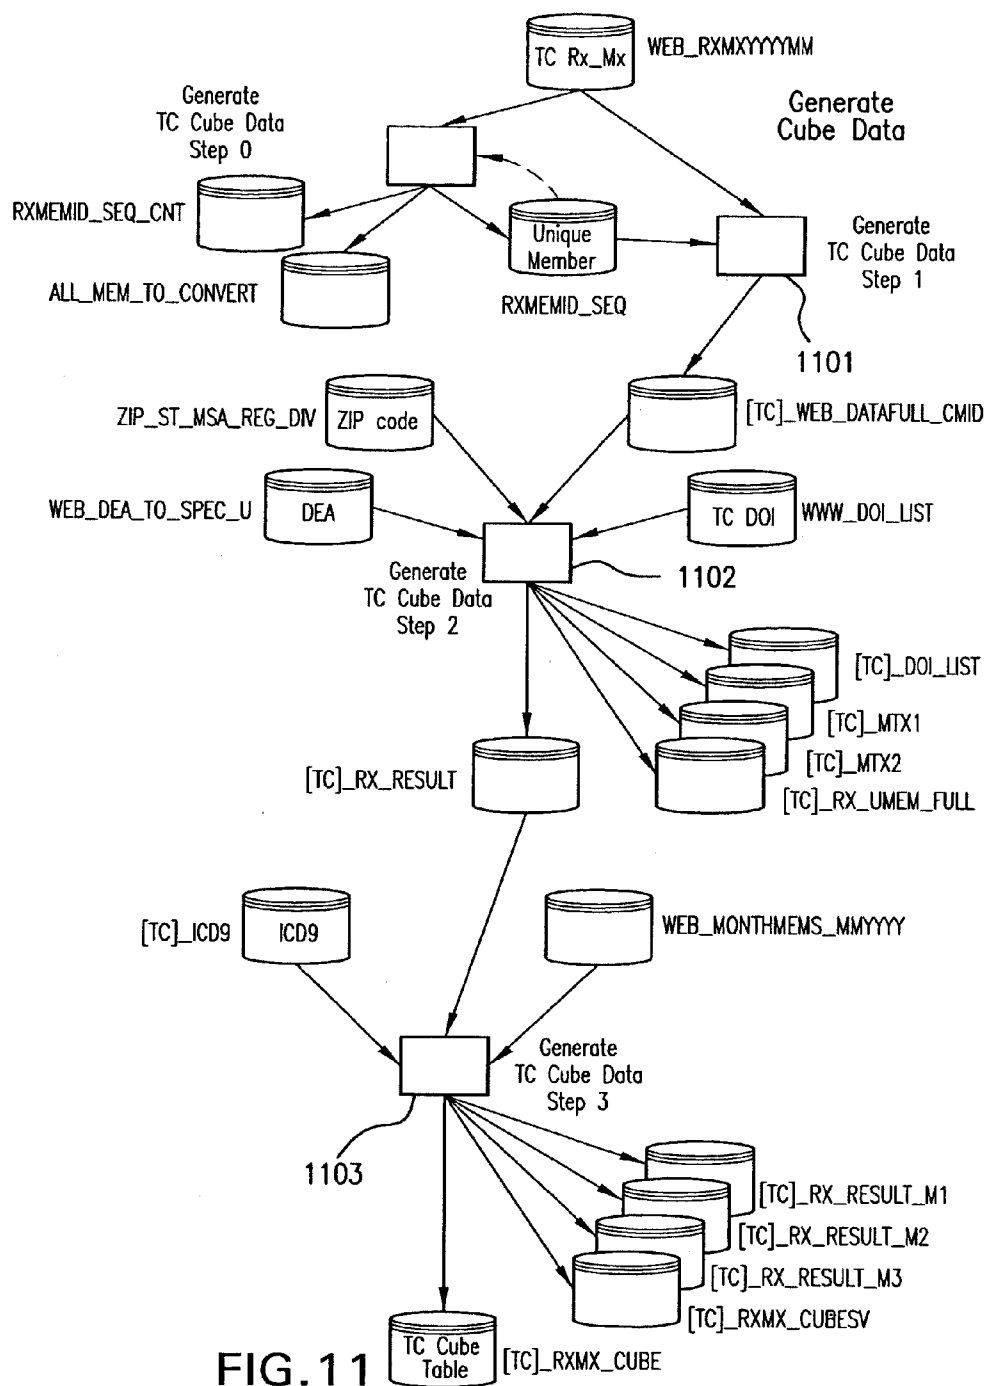 TC Rx_Mx
WEB_RXMXYYYYMM
Generate
Cube Data
Generate
TC Cube Data
Step 0
RXMEMID_SEQ_CNT
Unique
Member
Generate
TC Cube Data
Step 1
ALL_MEM_TO_CONVERT
RXMEMID_SEQ
1101
ZIP_ST_MSA_REG_DIV
ZIP code
[TC]_WEB_DATAFULL_CMID
WEB_DEA_TO_SPEC_U
DEA
TC DOI
WWW_DOI_LIST
Generate
TC Cube Data
Step 2
1102
[TC]_DOI_LIST
[TC]_MTX1
[TC]_MTX2
[TC]_RX_UMEM_FULL
[TC]_RX_RESULT
[TC]_ICD9
ICD9
WEB_MONTHMEMS_MMYYYY
Generate
TC Cube Data
Step 3
1103
[TC]_RX_RESULT_M1
[TC]_RX_RESULT_M2
[TC]_RX_RESULT_M3
[TC]_RXMX_CUBESV
TC Cube
Table
[TC]_RXMX_CUBE
FIG.11